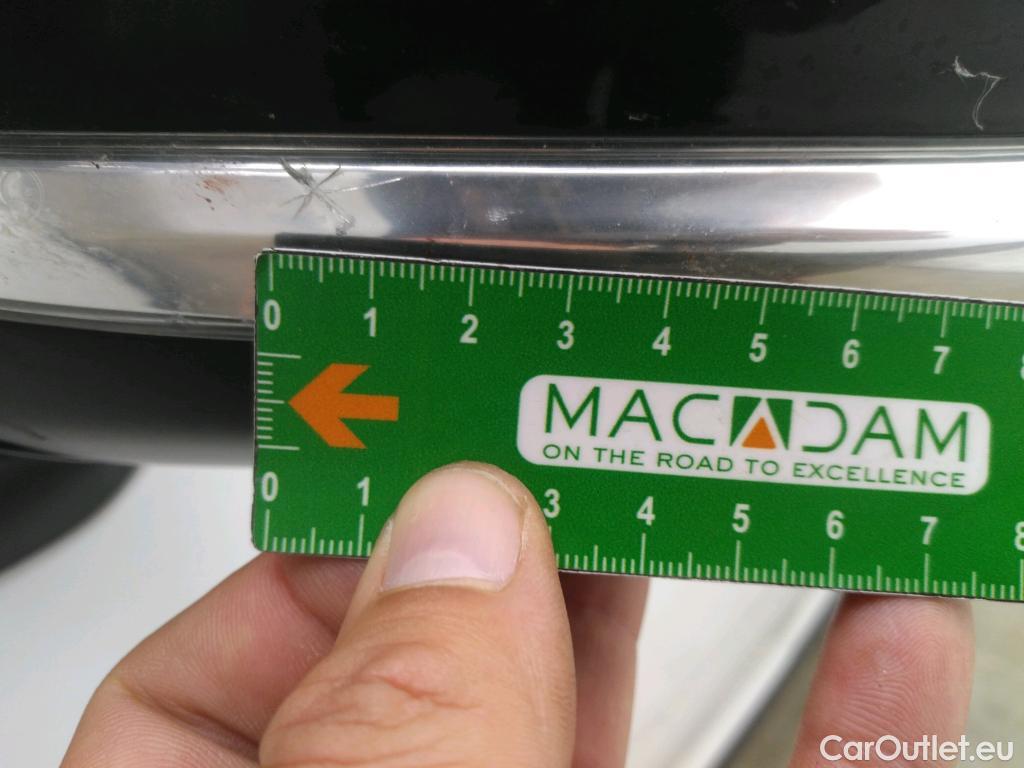 0 1 2 3 4 5 6 7
MACADAM
ON THE ROAD TO EXCELLENCE
0 1 3 4 5 6 7 8
CarOutlet.eu